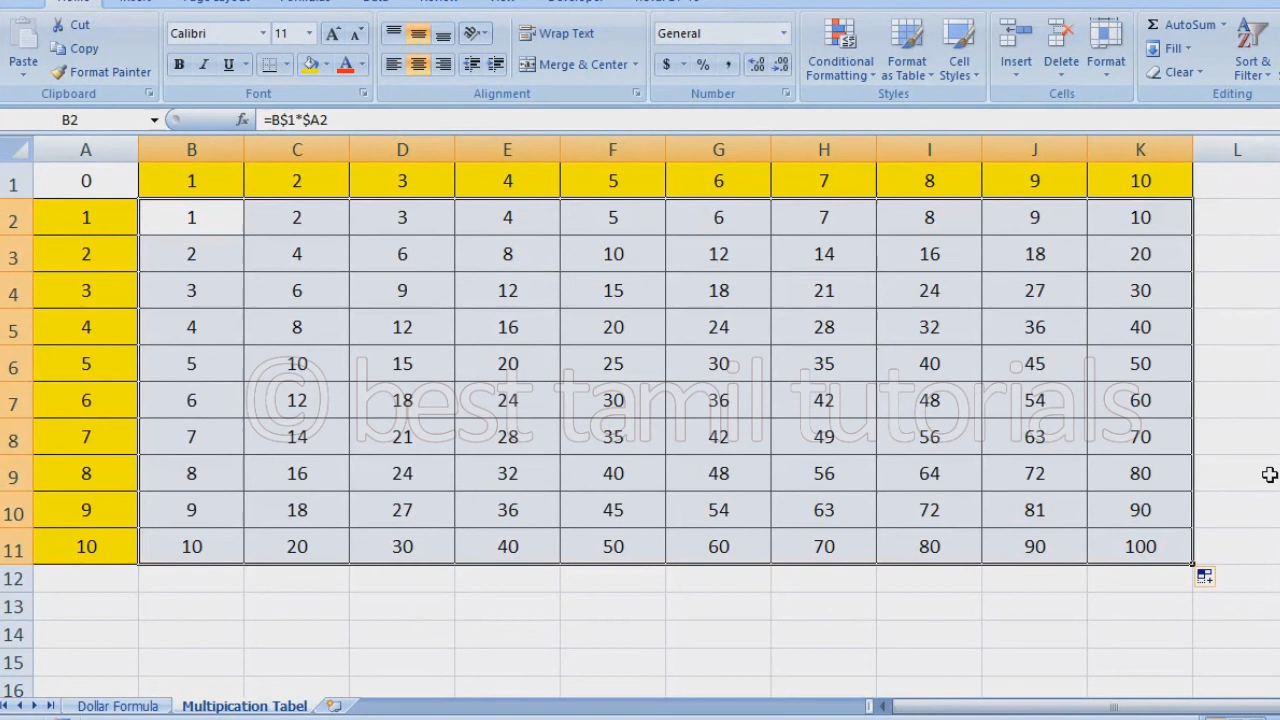 Cut
Copy
Format Painter
Paste
Clipboard
Calibri 11
B I U
Font
Wrap Text
Merge & Center
Alignment
General
$ % ,
Number
Conditional Formatting
Format as Table
Cell Styles
Styles
Insert Delete Format
Cells
AutoSum
Fill
Clear
Sort & Filter
Editing
B2 fx =B$1*$A2
A B C D E F G H I J K L
1 0 1 2 3 4 5 6 7 8 9 10
2 1 1 2 3 4 5 6 7 8 9 10
3 2 2 4 6 8 10 12 14 16 18 20
4 3 3 6 9 12 15 18 21 24 27 30
5 4 4 8 12 16 20 24 28 32 36 40
6 5 5 10 15 20 25 30 35 40 45 50
7 6 6 12 18 24 30 36 42 48 54 60
8 7 7 14 21 28 35 42 49 56 63 70
9 8 8 16 24 32 40 48 56 64 72 80
10 9 9 18 27 36 45 54 63 72 81 90
11 10 10 20 30 40 50 60 70 80 90 100
© best tamil tutorials
12
13
14
15
16
Dollar Formula Multipication Tabel